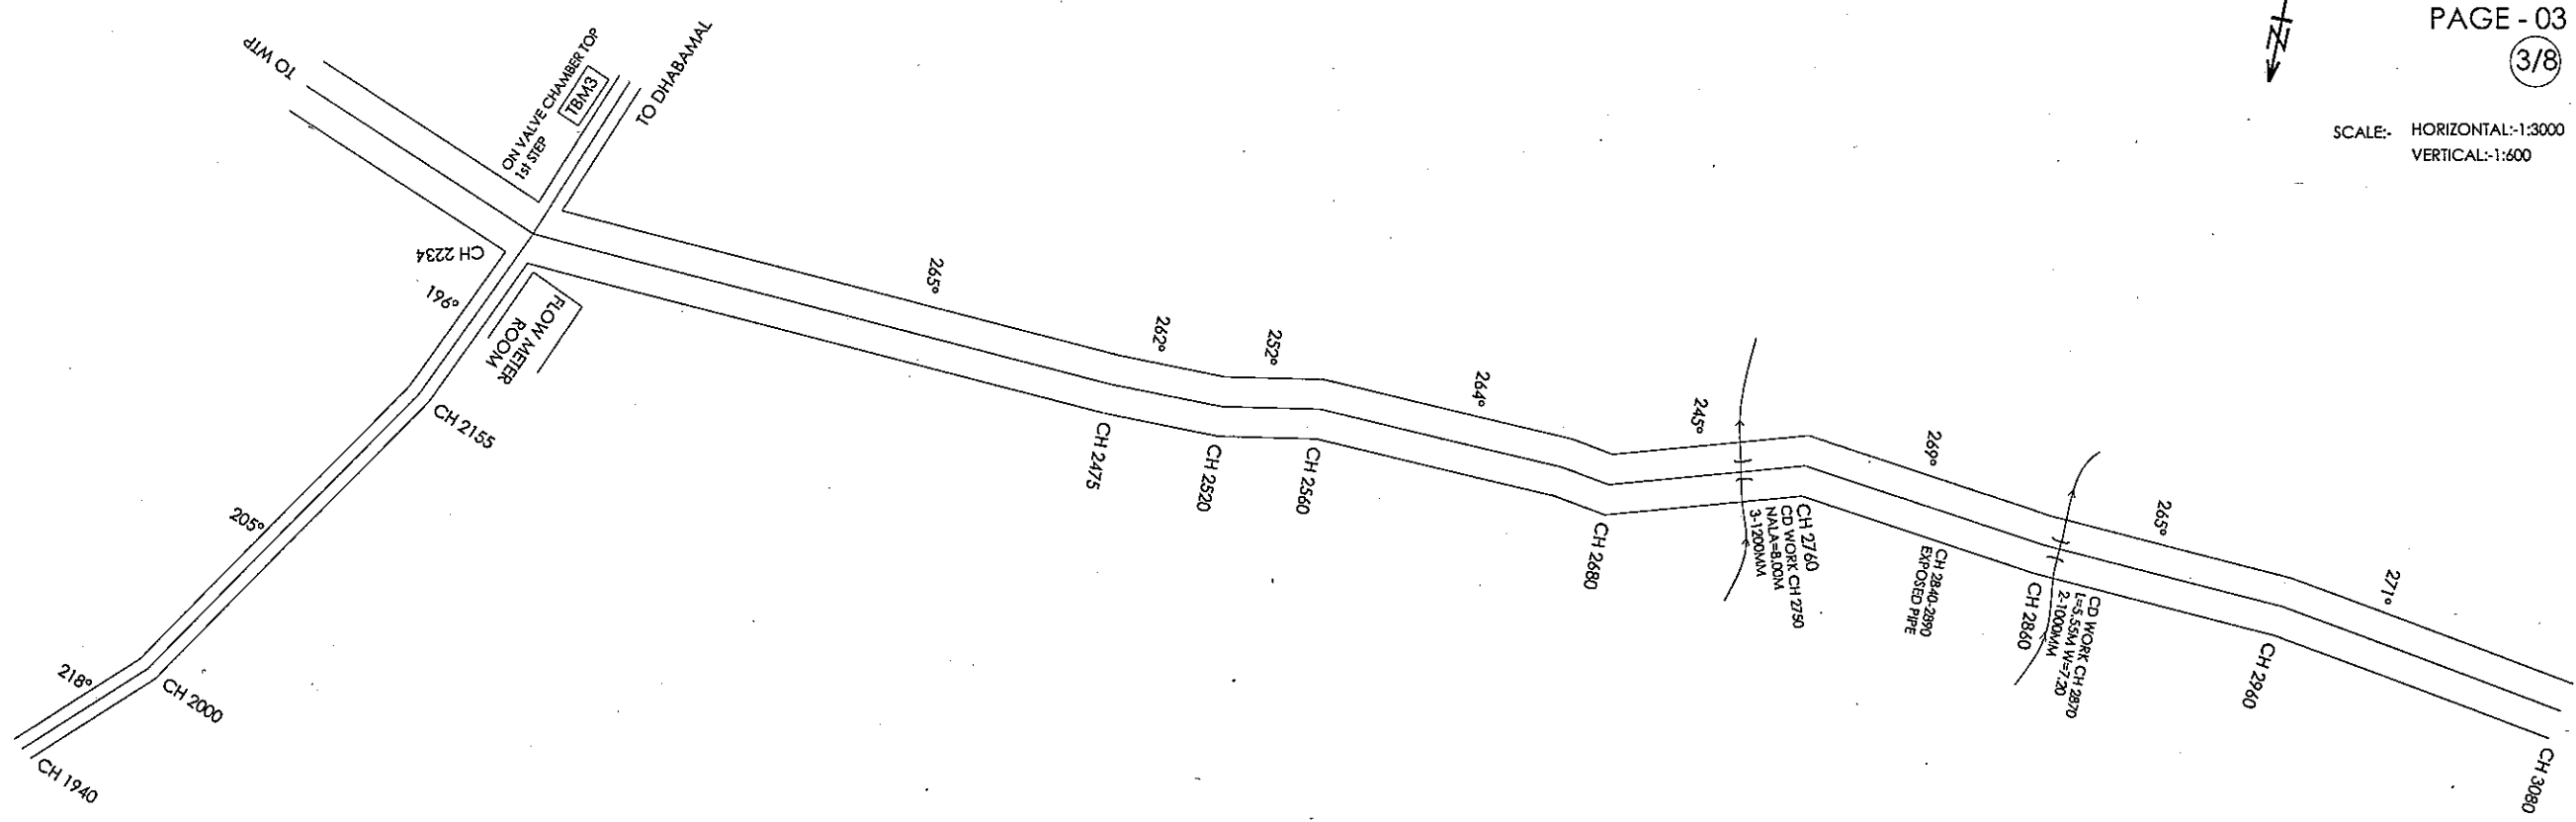 PAGE - 03
3/8
SCALE:- HORIZONTAL:-1:3000
VERTICAL:-1:600
N
TO WTP
ON VALVE CHAMBER TOP
1st STEP
TBM3
TO DHABAMAL
CH 2234
196°
FLOW METER
ROOM
CH 2155
205°
218°
CH 2000
CH 1940
265°
262°
252°
264°
245°
269°
265°
271°
CH 2475
CH 2520
CH 2560
CH 2680
CH 2760
CD WORK CH 2750
NALA=8.00M
3-1200MM
CH 2840-2890
EXPOSED PIPE
CH 2860
CD WORK CH 2870
L=5.55M W=7.20
2-1000MM
CH 2960
CH 3080